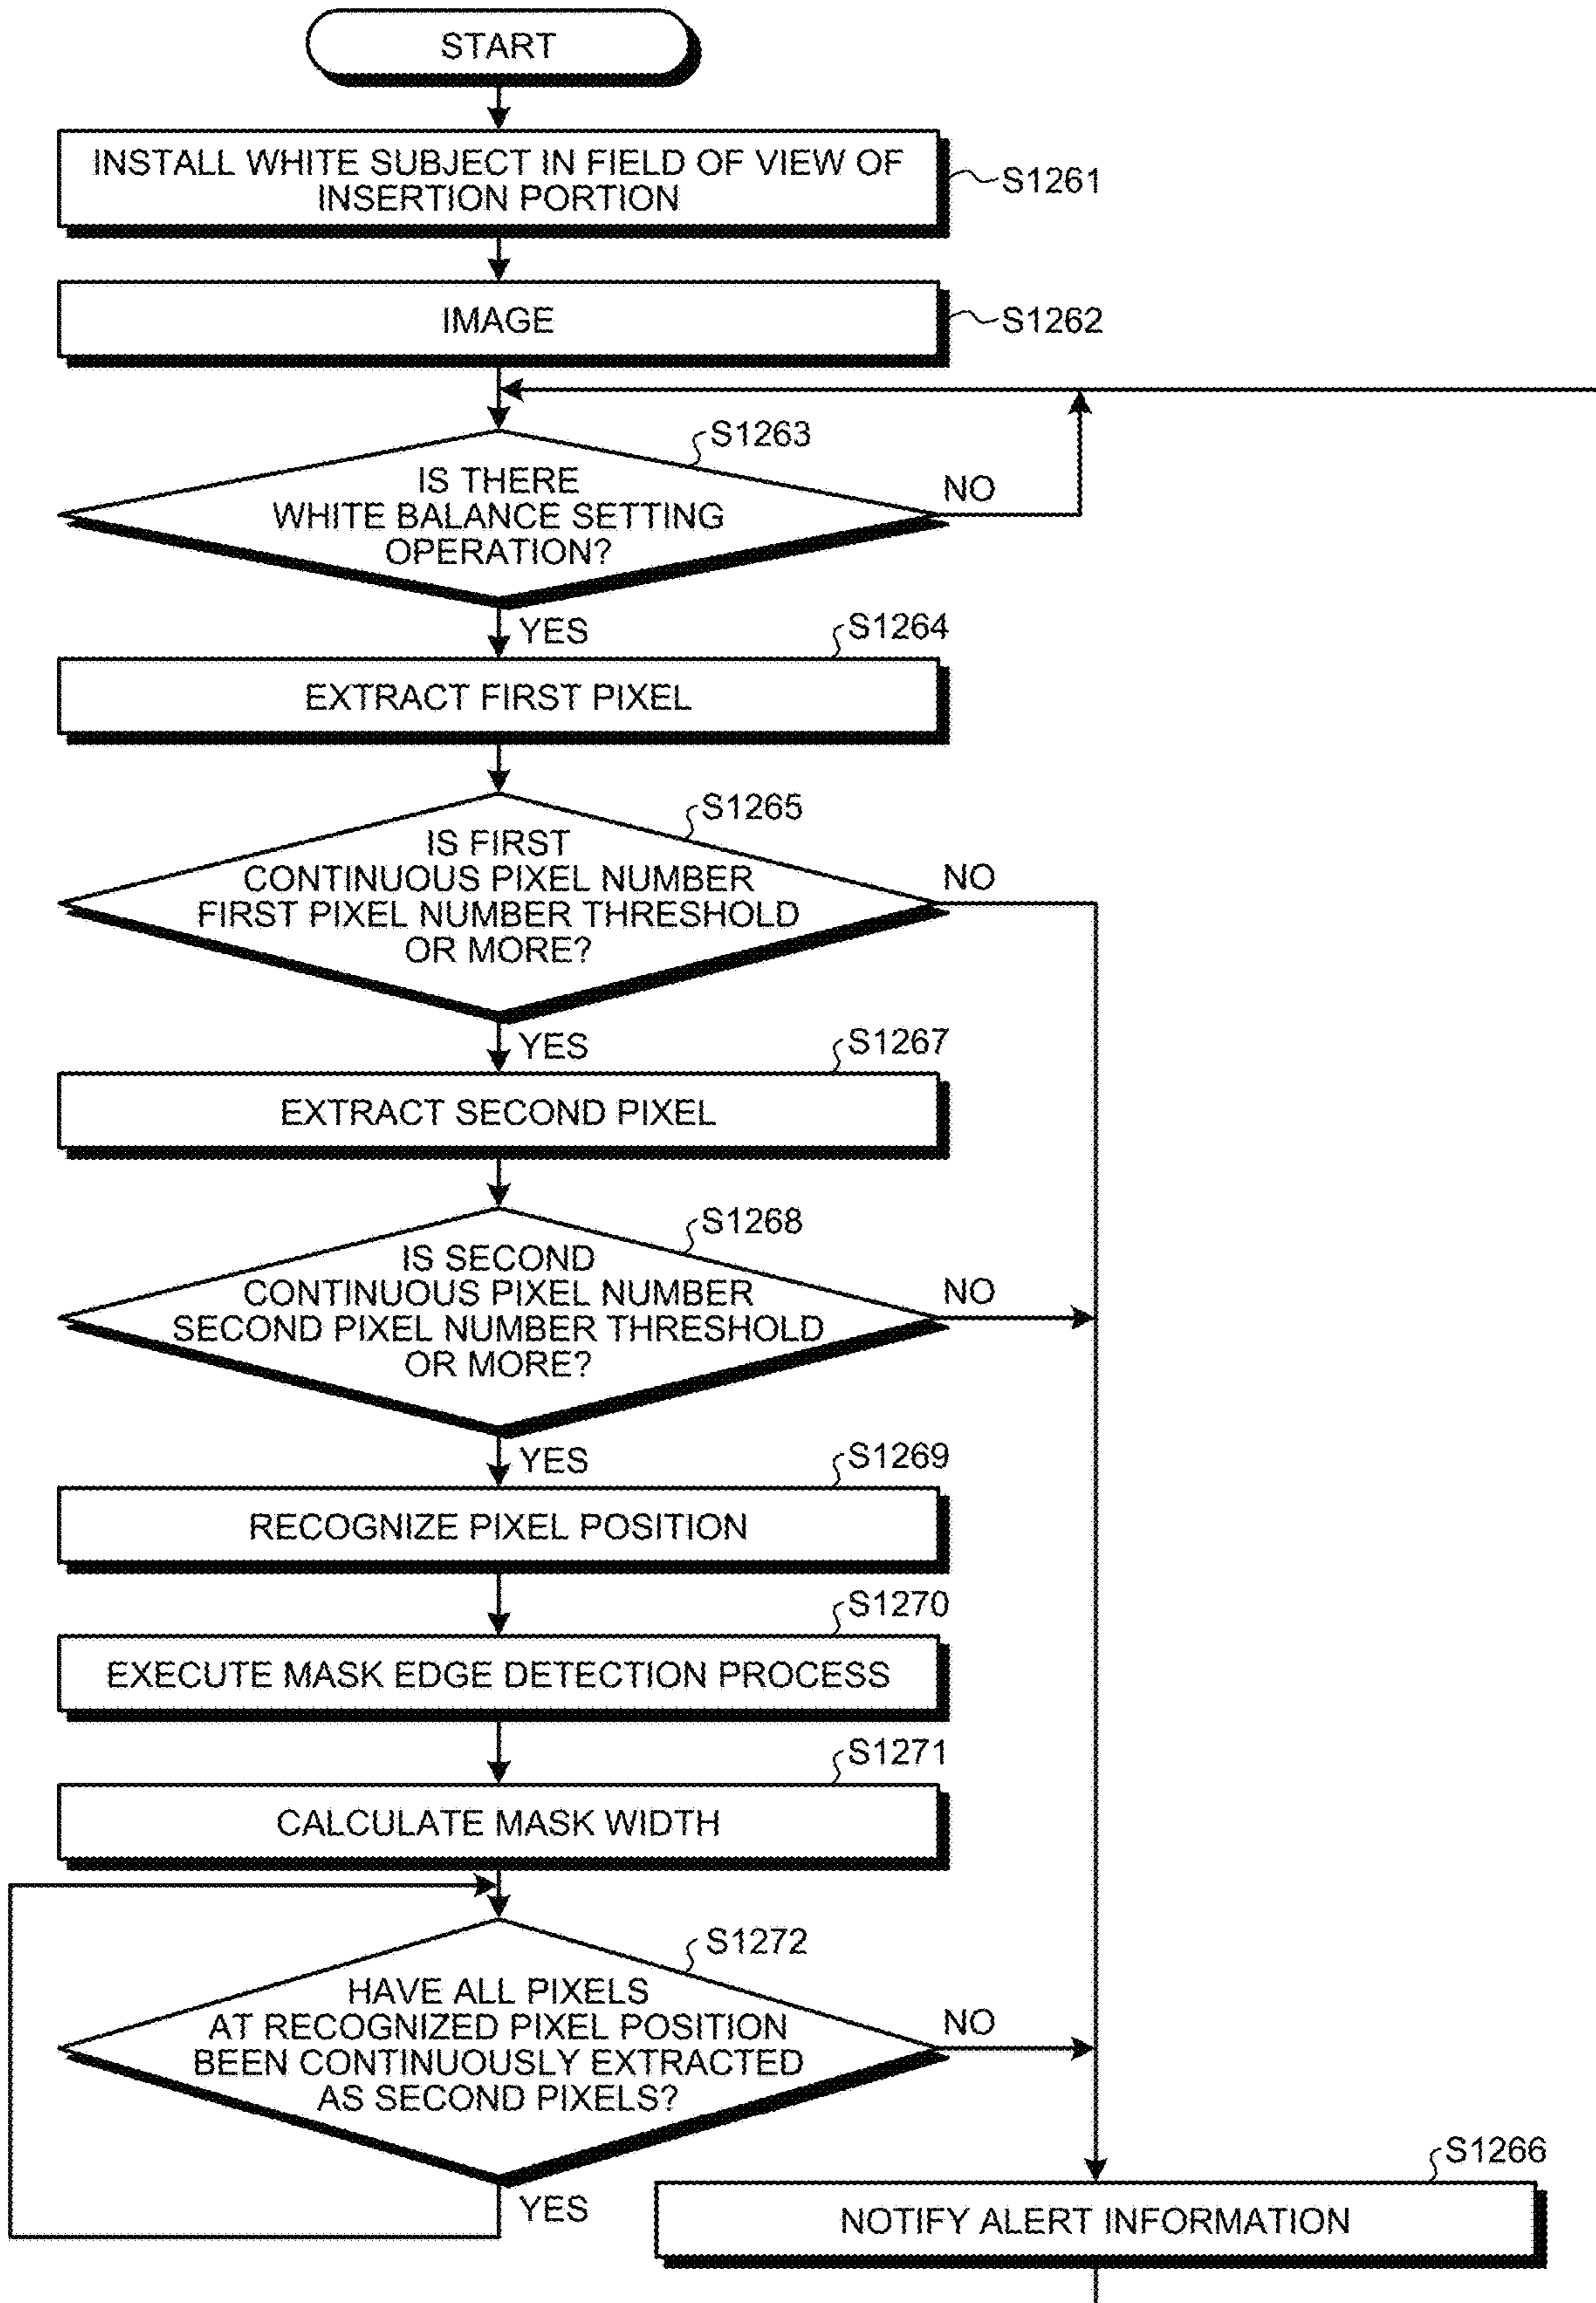 START
INSTALL WHITE SUBJECT IN FIELD OF VIEW OF
INSERTION PORTION
S1261
IMAGE
S1262
S1263
IS THERE
WHITE BALANCE SETTING
OPERATION?
NO
YES
S1264
EXTRACT FIRST PIXEL
S1265
IS FIRST
CONTINUOUS PIXEL NUMBER
FIRST PIXEL NUMBER THRESHOLD
OR MORE?
NO
YES
S1267
EXTRACT SECOND PIXEL
S1268
IS SECOND
CONTINUOUS PIXEL NUMBER
SECOND PIXEL NUMBER THRESHOLD
OR MORE?
NO
YES
S1269
RECOGNIZE PIXEL POSITION
S1270
EXECUTE MASK EDGE DETECTION PROCESS
S1271
CALCULATE MASK WIDTH
S1272
HAVE ALL PIXELS
AT RECOGNIZED PIXEL POSITION
BEEN CONTINUOUSLY EXTRACTED
AS SECOND PIXELS?
NO
YES
S1266
NOTIFY ALERT INFORMATION